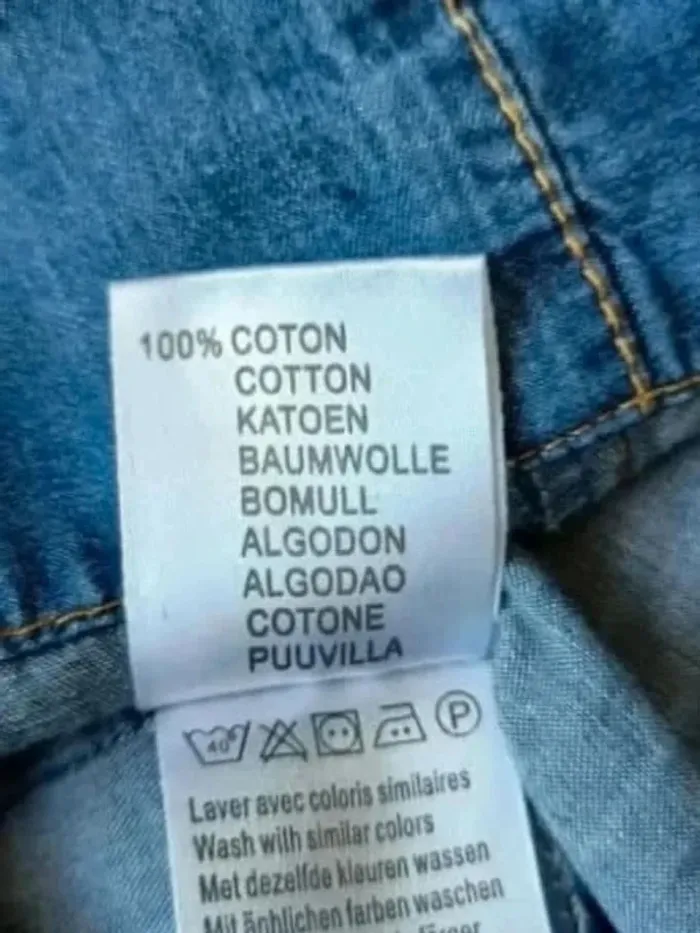 100% COTON
COTTON
KATOEN
BAUMWOLLE
BOMULL
ALGODON
ALGODAO
COTONE
PUUVILLA
40° P
Laver avec coloris similaires
Wash with similar colors
Met dezelfde kleuren wassen
Mit änhlichen farben waschen